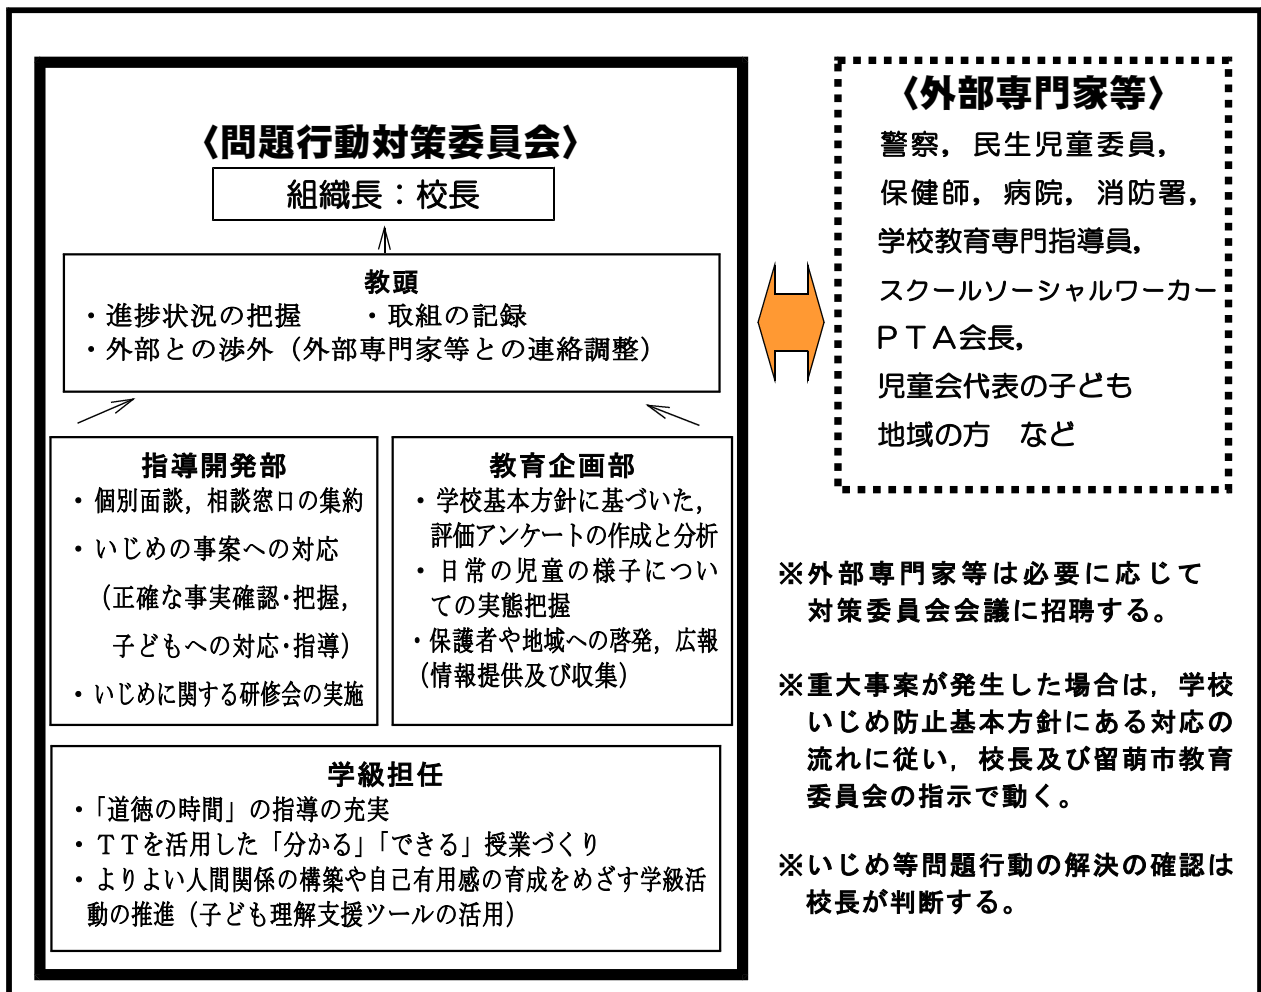 〈問題行動対策委員会〉
組織長：校長
教頭
・進捗状況の把握　　・取組の記録
・外部との渉外（外部専門家等との連絡調整）
指導開発部
・個別面談，相談窓口の集約
・いじめの事案への対応
（正確な事実確認・把握，
子どもへの対応・指導）
・いじめに関する研修会の実施
教育企画部
・学校基本方針に基づいた，
評価アンケートの作成と分析
・日常の児童の様子につい
ての実態把握
・保護者や地域への啓発，広報
（情報提供及び収集）
学級担任
・「道徳の時間」の指導の充実
・ＴＴを活用した「分かる」「できる」授業づくり
・よりよい人間関係の構築や自己有用感の育成をめざす学級活
動の推進（子ども理解支援ツールの活用）
〈外部専門家等〉
警察，民生児童委員，
保健師，病院，消防署，
学校教育専門指導員，
スクールソーシャルワーカー
ＰＴＡ会長，
児童会代表の子ども
地域の方　など
※外部専門家等は必要に応じて
対策委員会会議に招聘する。
※重大事案が発生した場合は，学校
いじめ防止基本方針にある対応の
流れに従い，校長及び留萌市教育
委員会の指示で動く。
※いじめ等問題行動の解決の確認は
校長が判断する。